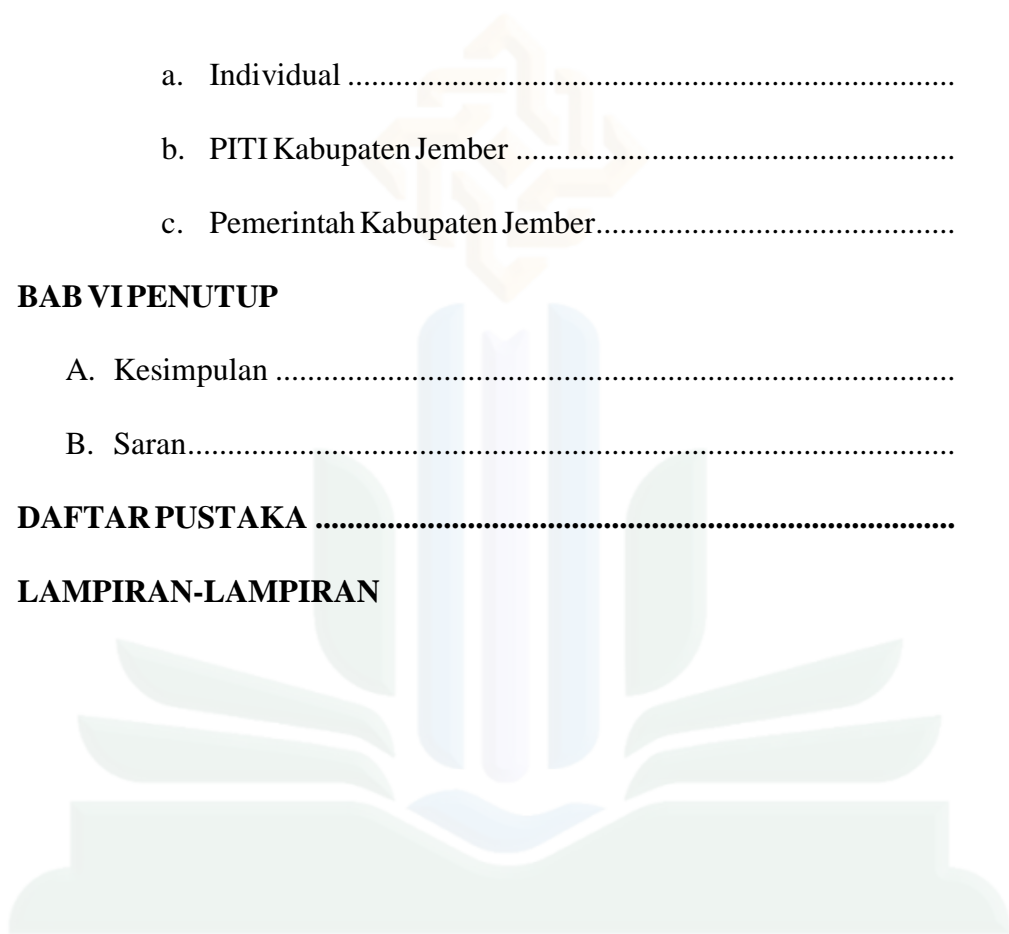 a. Individual ............................................................................
b. PITI Kabupaten Jember .......................................................
c. Pemerintah Kabupaten Jember.............................................
BAB VI PENUTUP
A. Kesimpulan .....................................................................................
B. Saran................................................................................................
DAFTAR PUSTAKA ................................................................................
LAMPIRAN-LAMPIRAN